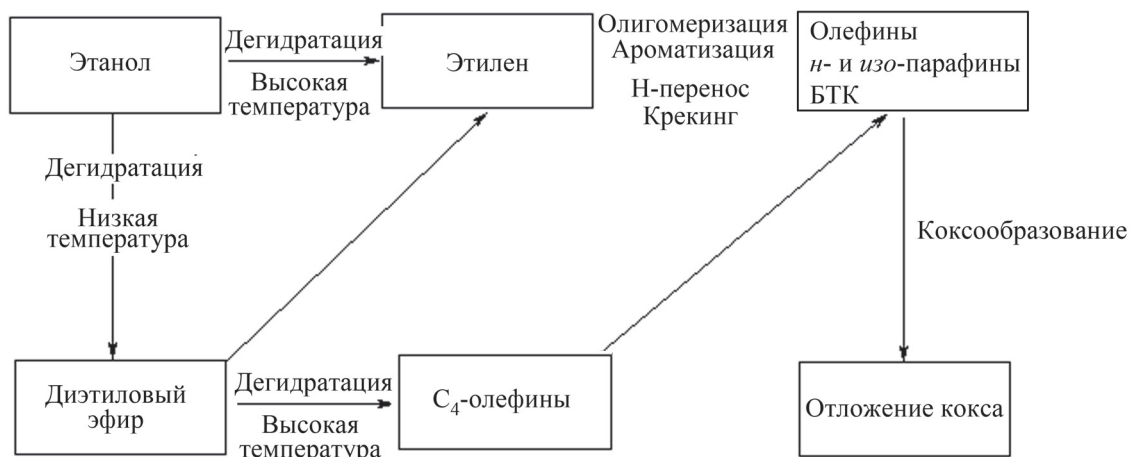 Этанол
Дегидратация
Высокая
температура
Этилен
Олигомеризация
Ароматизация
Н-перенос
Крекинг
Олефины
н- и изо-парафины
БТК
Дегидратация
Низкая
температура
Коксообразование
Диэтиловый
эфир
Дегидратация
Высокая
температура
С4-олефины
Отложение кокса